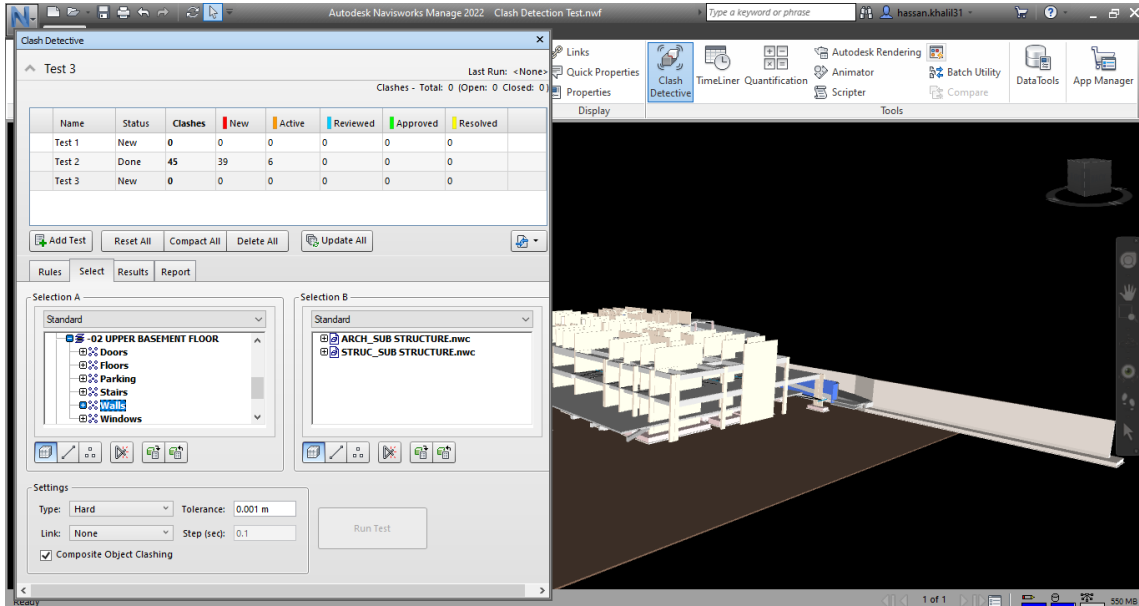 Autodesk Navisworks Manage 2022 Clash Detection Test.nwf
Type a keyword or phrase
hassan.khalil31
Clash Detective
Links
Quick Properties
Properties
Display
Clash Detective
TimeLiner
Quantification
Autodesk Rendering
Animator
Scripter
Batch Utility
Compare
Tools
DataTools
App Manager
Test 3
Last Run: <None>
Clashes - Total: 0 (Open: 0 Closed: 0)
Name Status Clashes New Active Reviewed Approved Resolved
Test 1 New 0 0 0 0 0 0
Test 2 Done 45 39 6 0 0 0
Test 3 New 0 0 0 0 0 0
Add Test Reset All Compact All Delete All Update All
Rules Select Results Report
Selection A
Standard
-02 UPPER BASEMENT FLOOR
Doors
Floors
Parking
Stairs
Walls
Windows
Selection B
Standard
ARCH_SUB STRUCTURE.nwc
STRUC_SUB STRUCTURE.nwc
Settings
Type: Hard Tolerance: 0.001 m
Link: None Step (sec): 0.1
Composite Object Clashing
Run Test
Ready
1 of 1
550 MB